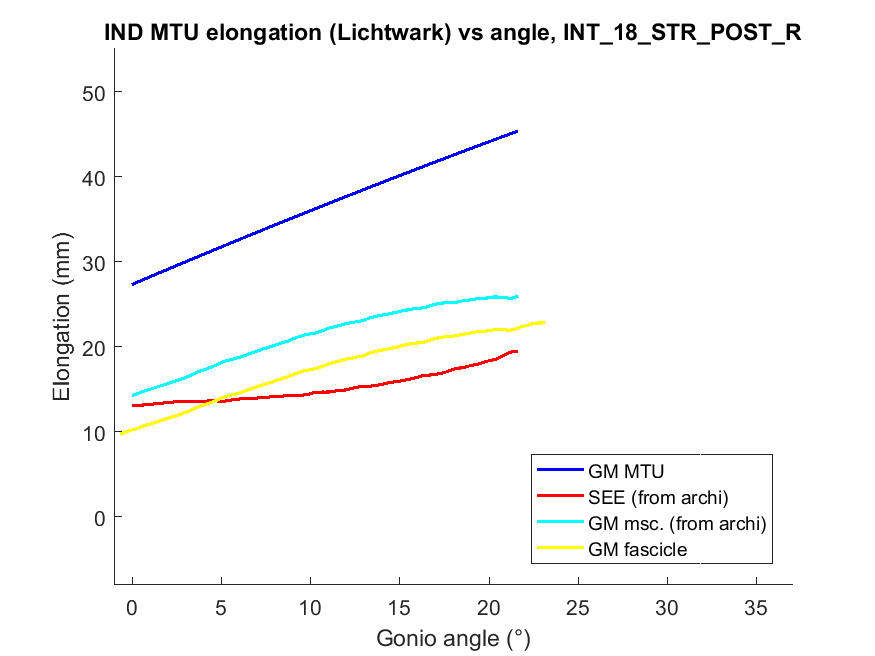 IND MTU elongation (Lichtwark) vs angle, INT_18_STR_POST_R
50
40
30
20
10
0
Elongation (mm)
0 5 10 15 20 25 30 35
Gonio angle (°)
GM MTU
SEE (from archi)
GM msc. (from archi)
GM fascicle